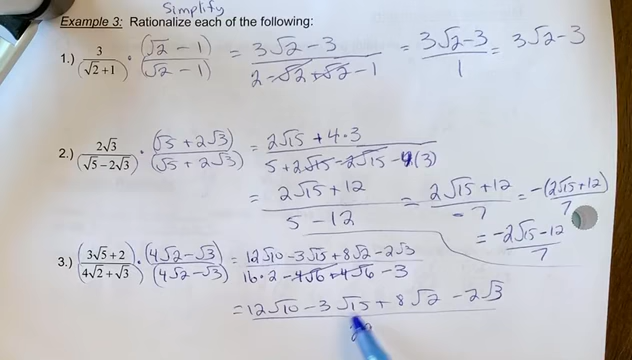 Simplify
Example 3: Rationalize each of the following:
1.) 3/(√2+1) · (√2 − 1)/(√2 − 1) = (3√2 − 3)/(2 − √2 + √2 − 1) = (3√2 − 3)/1 = 3√2 − 3
2.) 2√3/(√5 − 2√3) · (√5 + 2√3)/(√5 + 2√3) = (2√15 + 4·3)/(5 + 2√15 − 2√15 − 4(3))
= (2√15 + 12)/(5 − 12) = (2√15 + 12)/−7 = −(2√15 + 12)/7
= (−2√15 − 12)/7
3.) (3√5 + 2)/(4√2 + √3) · (4√2 − √3)/(4√2 − √3) = (12√10 − 3√15 + 8√2 − 2√3)/(16·2 − 4√6 + 4√6 − 3)
= 12√10 − 3√15 + 8√2 − 2√3